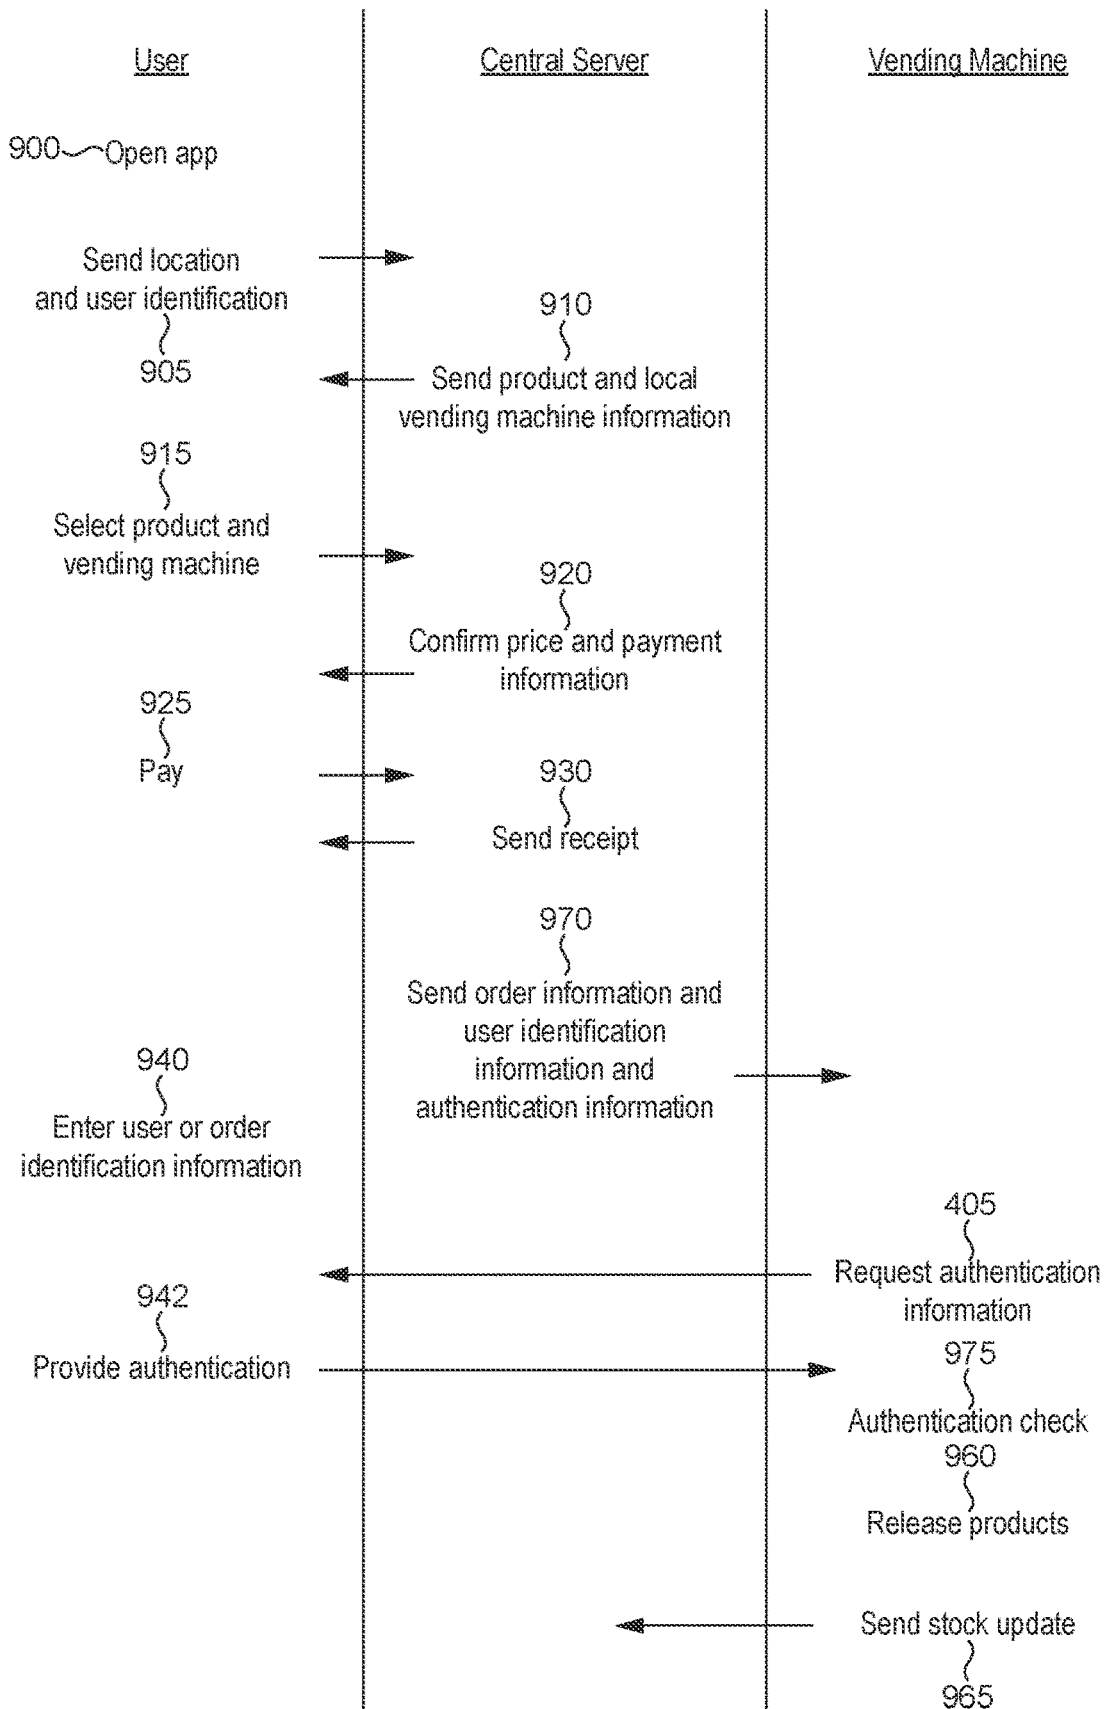 User
Central Server
Vending Machine
900
Open app
Send location
and user identification
905
910
Send product and local
vending machine information
915
Select product and
vending machine
920
Confirm price and payment
information
925
Pay
930
Send receipt
970
Send order information and
user identification
information and
authentication information
940
Enter user or order
identification information
405
Request authentication
information
942
Provide authentication
975
Authentication check
960
Release products
Send stock update
965